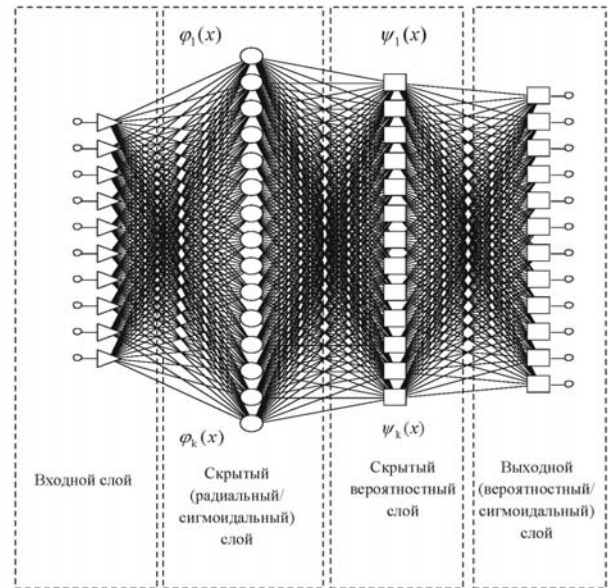 φ₁(x)
ψ₁(x)
φₖ(x)
ψₖ(x)
Входной слой
Скрытый
(радиальный/
сигмоидальный)
слой
Скрытый
вероятностный
слой
Выходной
(вероятностный/
сигмоидальный)
слой